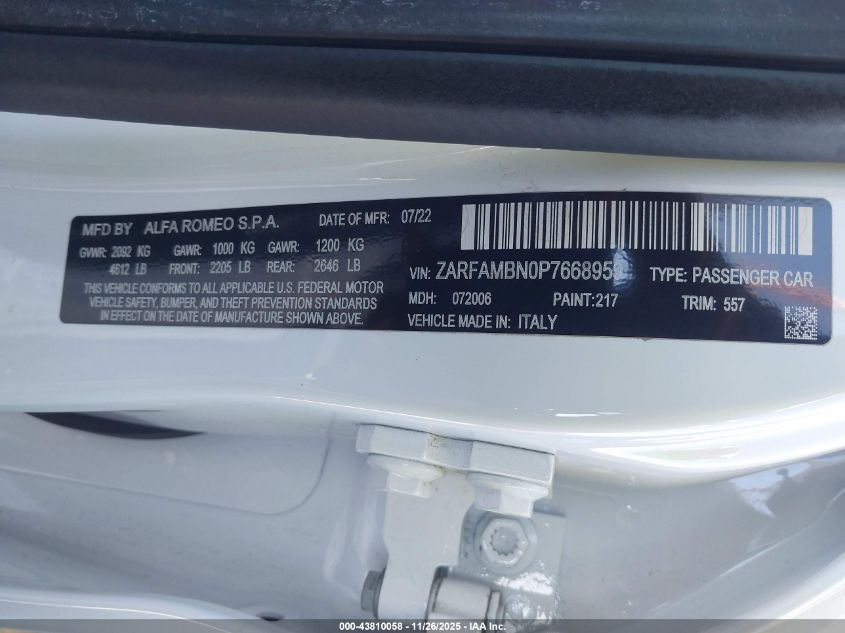 MFD BY ALFA ROMEO S.P.A. DATE OF MFR: 07/22
GVWR: 2092 KG GAWR: 1000 KG GAWR: 1200 KG
4612 LB FRONT: 2205 LB REAR: 2646 LB
THIS VEHICLE CONFORMS TO ALL APPLICABLE U.S. FEDERAL MOTOR
VEHICLE SAFETY, BUMPER, AND THEFT PREVENTION STANDARDS
IN EFFECT ON THE DATE OF MANUFACTURE SHOWN ABOVE.
VIN: ZARFAMBN0P7668959 TYPE: PASSENGER CAR
MDH: 072006 PAINT: 217 TRIM: 557
VEHICLE MADE IN: ITALY
000-43810058 - 11/26/2025 - IAAI.com